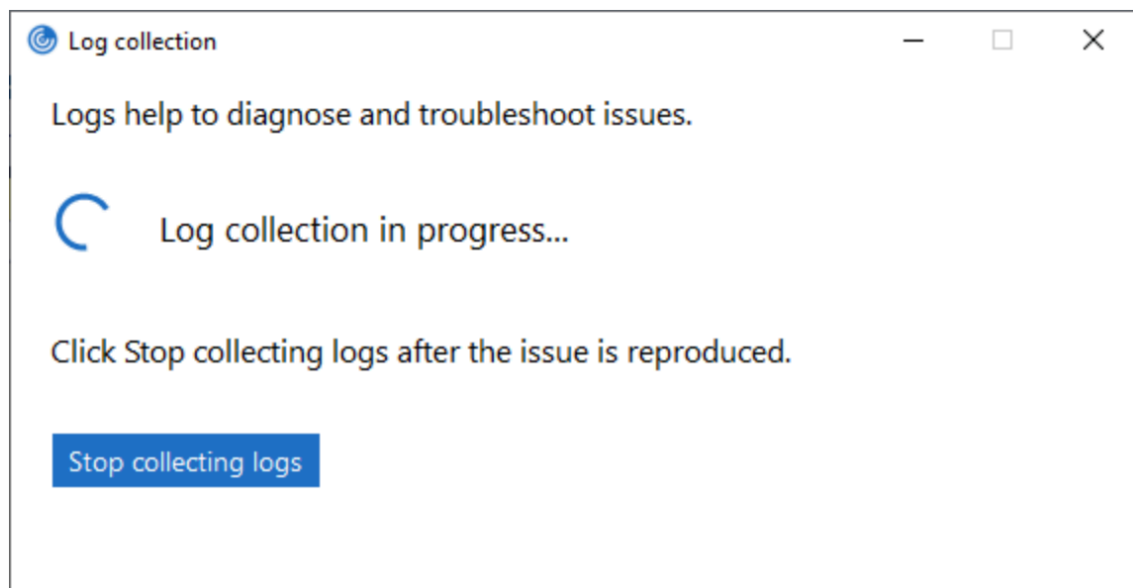 Log collection
Logs help to diagnose and troubleshoot issues.
Log collection in progress...
Click Stop collecting logs after the issue is reproduced.
Stop collecting logs